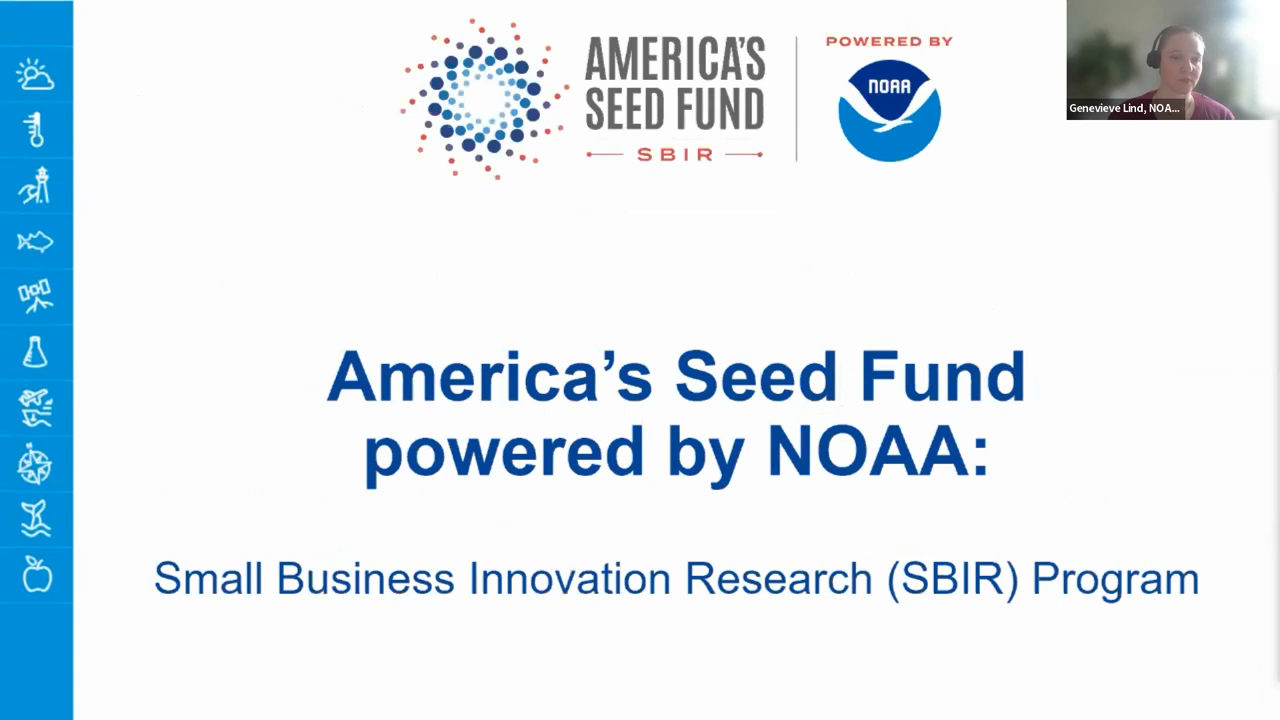 AMERICA'S
SEED FUND
SBIR
POWERED BY
NOAA
Genevieve Lind, NOA...
America's Seed Fund
powered by NOAA:
Small Business Innovation Research (SBIR) Program